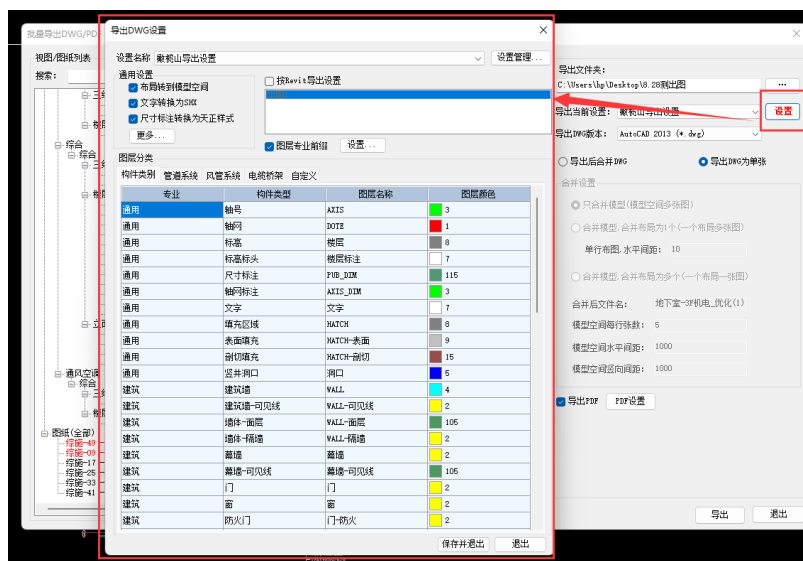 批量导出DWG/PD
视图/图纸列表
搜索:
综合
综合
通风空调
综合
图纸(全部)
综施-49
综施-09
综施-17
综施-25
综施-33
综施-41
导出DWG设置
设置名称
导出设置
设置管理...
通用设置
布局转到模型空间
文字转换为SHX
尺寸标注转换为天正样式
更多...
按Revit导出设置
图层专业前缀
设置...
图层分类
构件类别 管道系统 风管系统 电缆桥架 自定义
专业 构件类型 图层名称 图层颜色
通用 轴号 AXIS 3
通用 轴网 DOTE 1
通用 标高 楼层 8
通用 标高标头 楼层标注 7
通用 尺寸标注 PUB_DIM 115
通用 轴网标注 AXIS_DIM 3
通用 文字 文字 7
通用 填充区域 HATCH 8
通用 表面填充 HATCH-表面 9
通用 剖切填充 HATCH-剖切 15
通用 竖井洞口 洞口 5
建筑 建筑墙 WALL 4
建筑 建筑墙-可见线 WALL-可见线 2
建筑 墙体-面层 WALL-面层 105
建筑 墙体-隔墙 WALL-隔墙 2
建筑 幕墙 幕墙 2
建筑 幕墙-可见线 幕墙-可见线 105
建筑 门 门 2
建筑 窗 窗 2
建筑 防火门 门-防火 2
保存并退出 退出
导出文件夹:
C:\Users\hp\Desktop\8.28刻出图 ...
导出当前设置:
设置
导出DWG版本: AutoCAD 2013 (*.dwg)
导出后合并DWG 导出DWG为单张
合并设置
只合并模型(模型空间多张图)
合并模型,合并布局为1个(一个布局多张图)
单行布图,水平间距: 10
合并模型,合并布局为多个(一个布局一张图)
合并后文件名: 地下室-3F机电_优化(1)
模型空间每行张数: 5
模型空间水平间距: 1000
模型空间竖向间距: 1000
导出PDF PDF设置
导出 退出